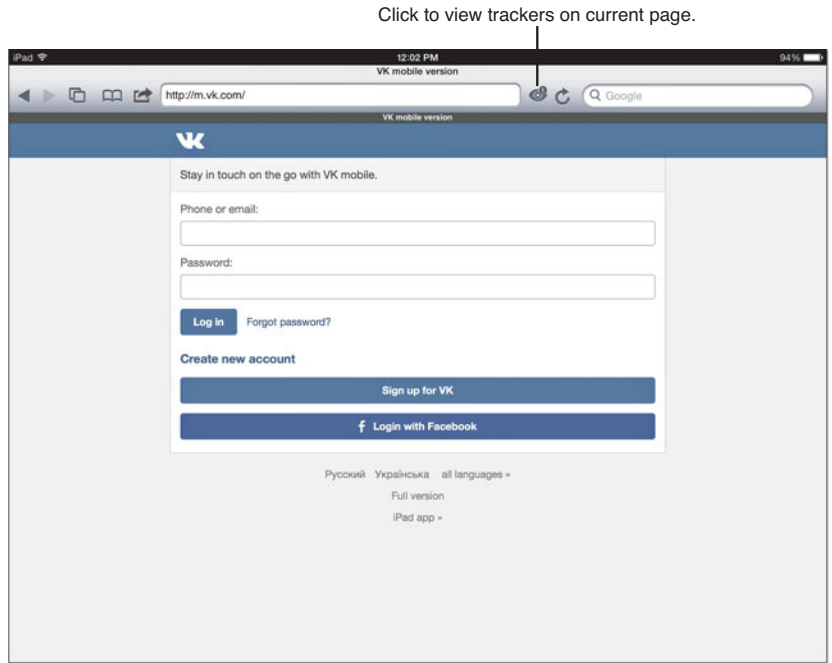 Click to view trackers on current page.
iPad 12:02 PM 94%
VK mobile version
http://m.vk.com/ Google
VK mobile version
Stay in touch on the go with VK mobile.
Phone or email:
Password:
Log in Forgot password?
Create new account
Sign up for VK
f Login with Facebook
Русский Українська all languages »
Full version
iPad app »